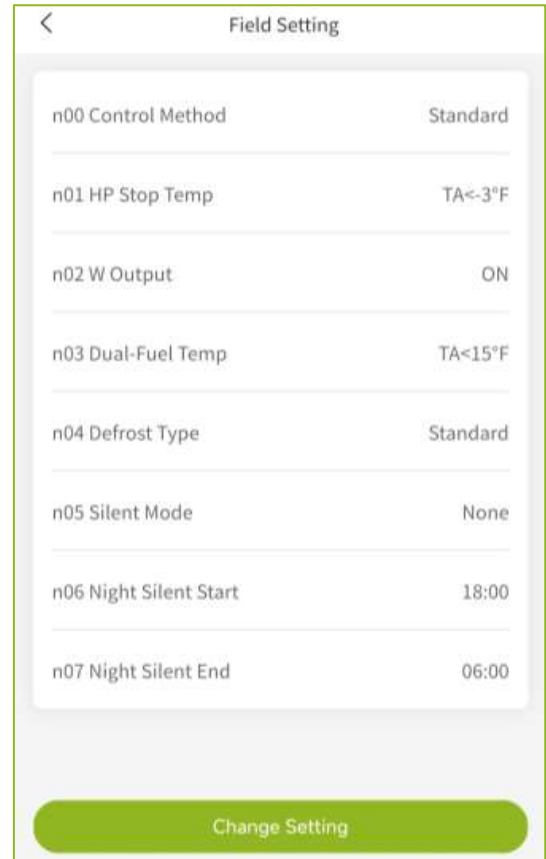 Field Setting
n00 Control Method Standard
n01 HP Stop Temp TA<-3°F
n02 W Output ON
n03 Dual-Fuel Temp TA<15°F
n04 Defrost Type Standard
n05 Silent Mode None
n06 Night Silent Start 18:00
n07 Night Silent End 06:00
Change Setting